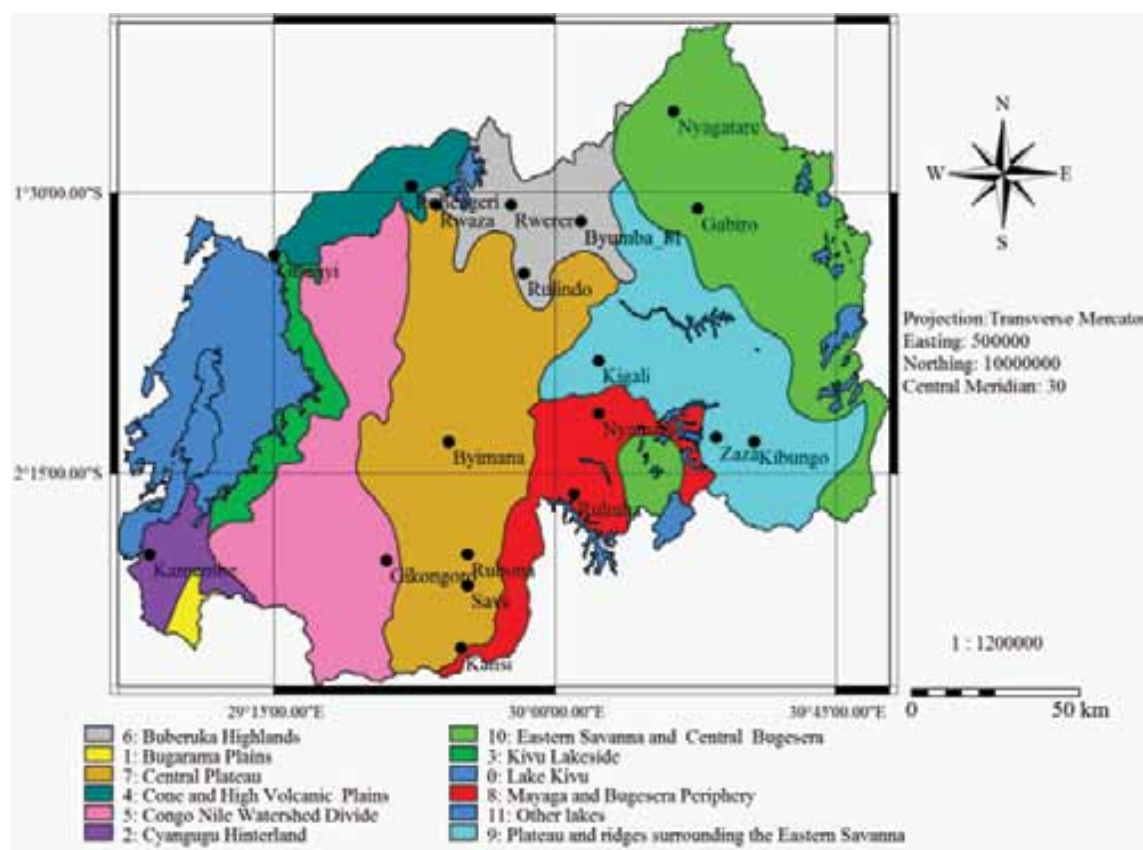 N
W
E
S
Nyagatare
1°30'00.00"S
Rwaza
Rwerere
Byumba_BI
Gabiro
Rulindo
Projection:Transverse Mercator
Easting: 500000
Northing: 10000000
Central Meridian: 30
Kigali
Byimana
Zaza
Kibungo
2°15'00.00"S
Ruhuha
Kamembe
Gikongoro
Rubona
Save
Kansi
1 : 1200000
29°15'00.00"E
30°00'00.00"E
30°45'00.00"E
0
50 km
6: Buberuka Highlands
1: Bugarama Plains
7: Central Plateau
4: Cone and High Volcanic Plains
5: Congo Nile Watershed Divide
2: Cyangugu Hinterland
10: Eastern Savanna and Central Bugesera
3: Kivu Lakeside
0: Lake Kivu
8: Mayaga and Bugesera Periphery
11: Other lakes
9: Plateau and ridges surrounding the Eastern Savanna